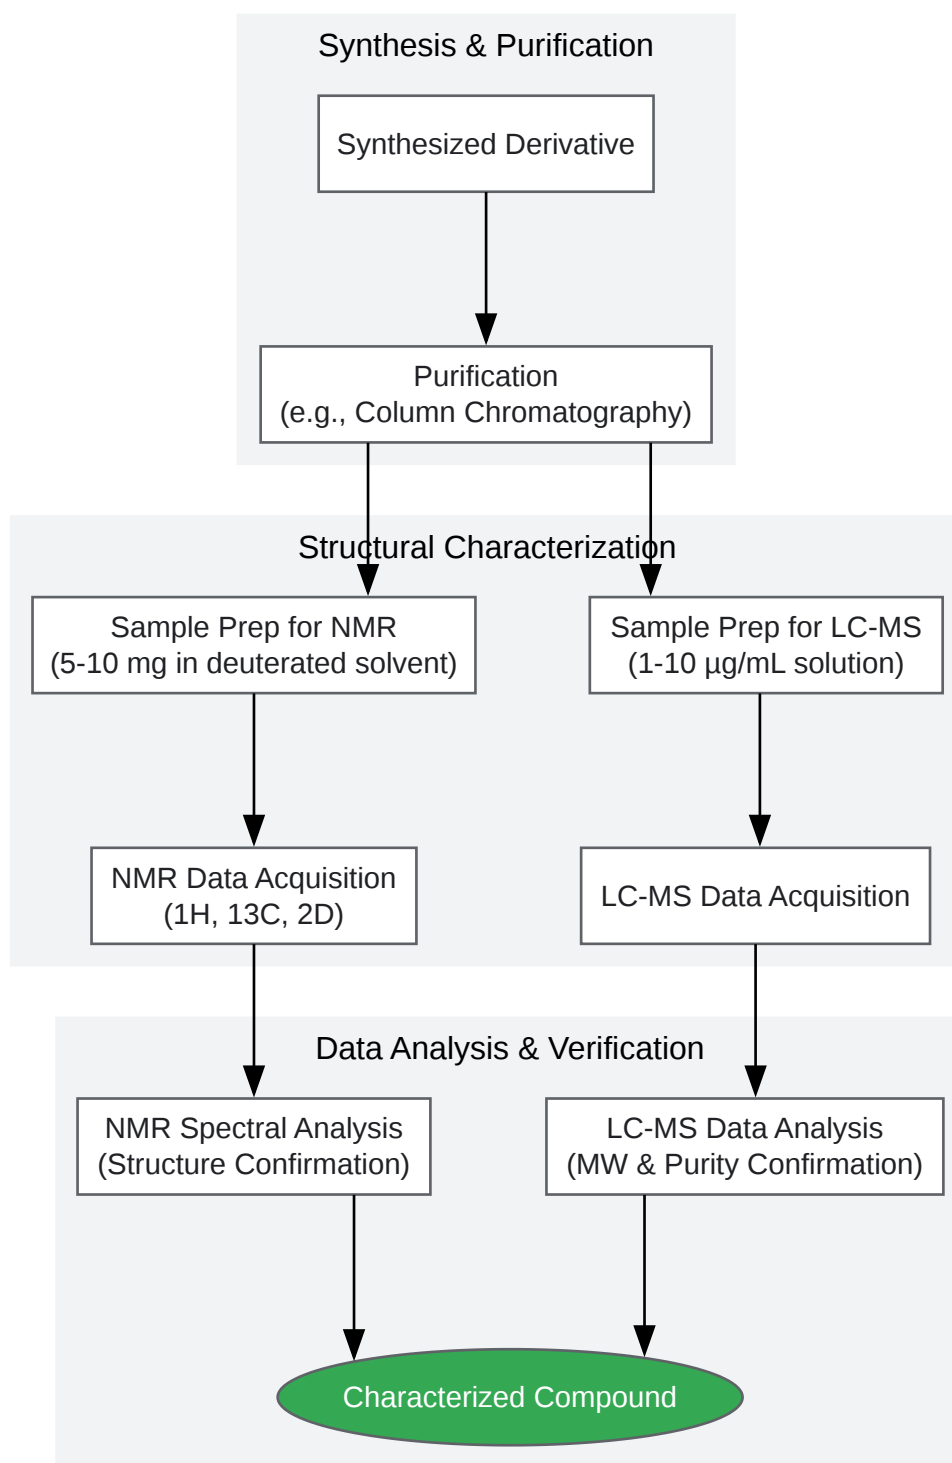 Synthesis & Purification
Synthesized Derivative
Purification
(e.g., Column Chromatography)
Structural Characterization
Sample Prep for NMR
(5-10 mg in deuterated solvent)
Sample Prep for LC-MS
(1-10 µg/mL solution)
NMR Data Acquisition
(1H, 13C, 2D)
LC-MS Data Acquisition
Data Analysis & Verification
NMR Spectral Analysis
(Structure Confirmation)
LC-MS Data Analysis
(MW & Purity Confirmation)
Characterized Compound